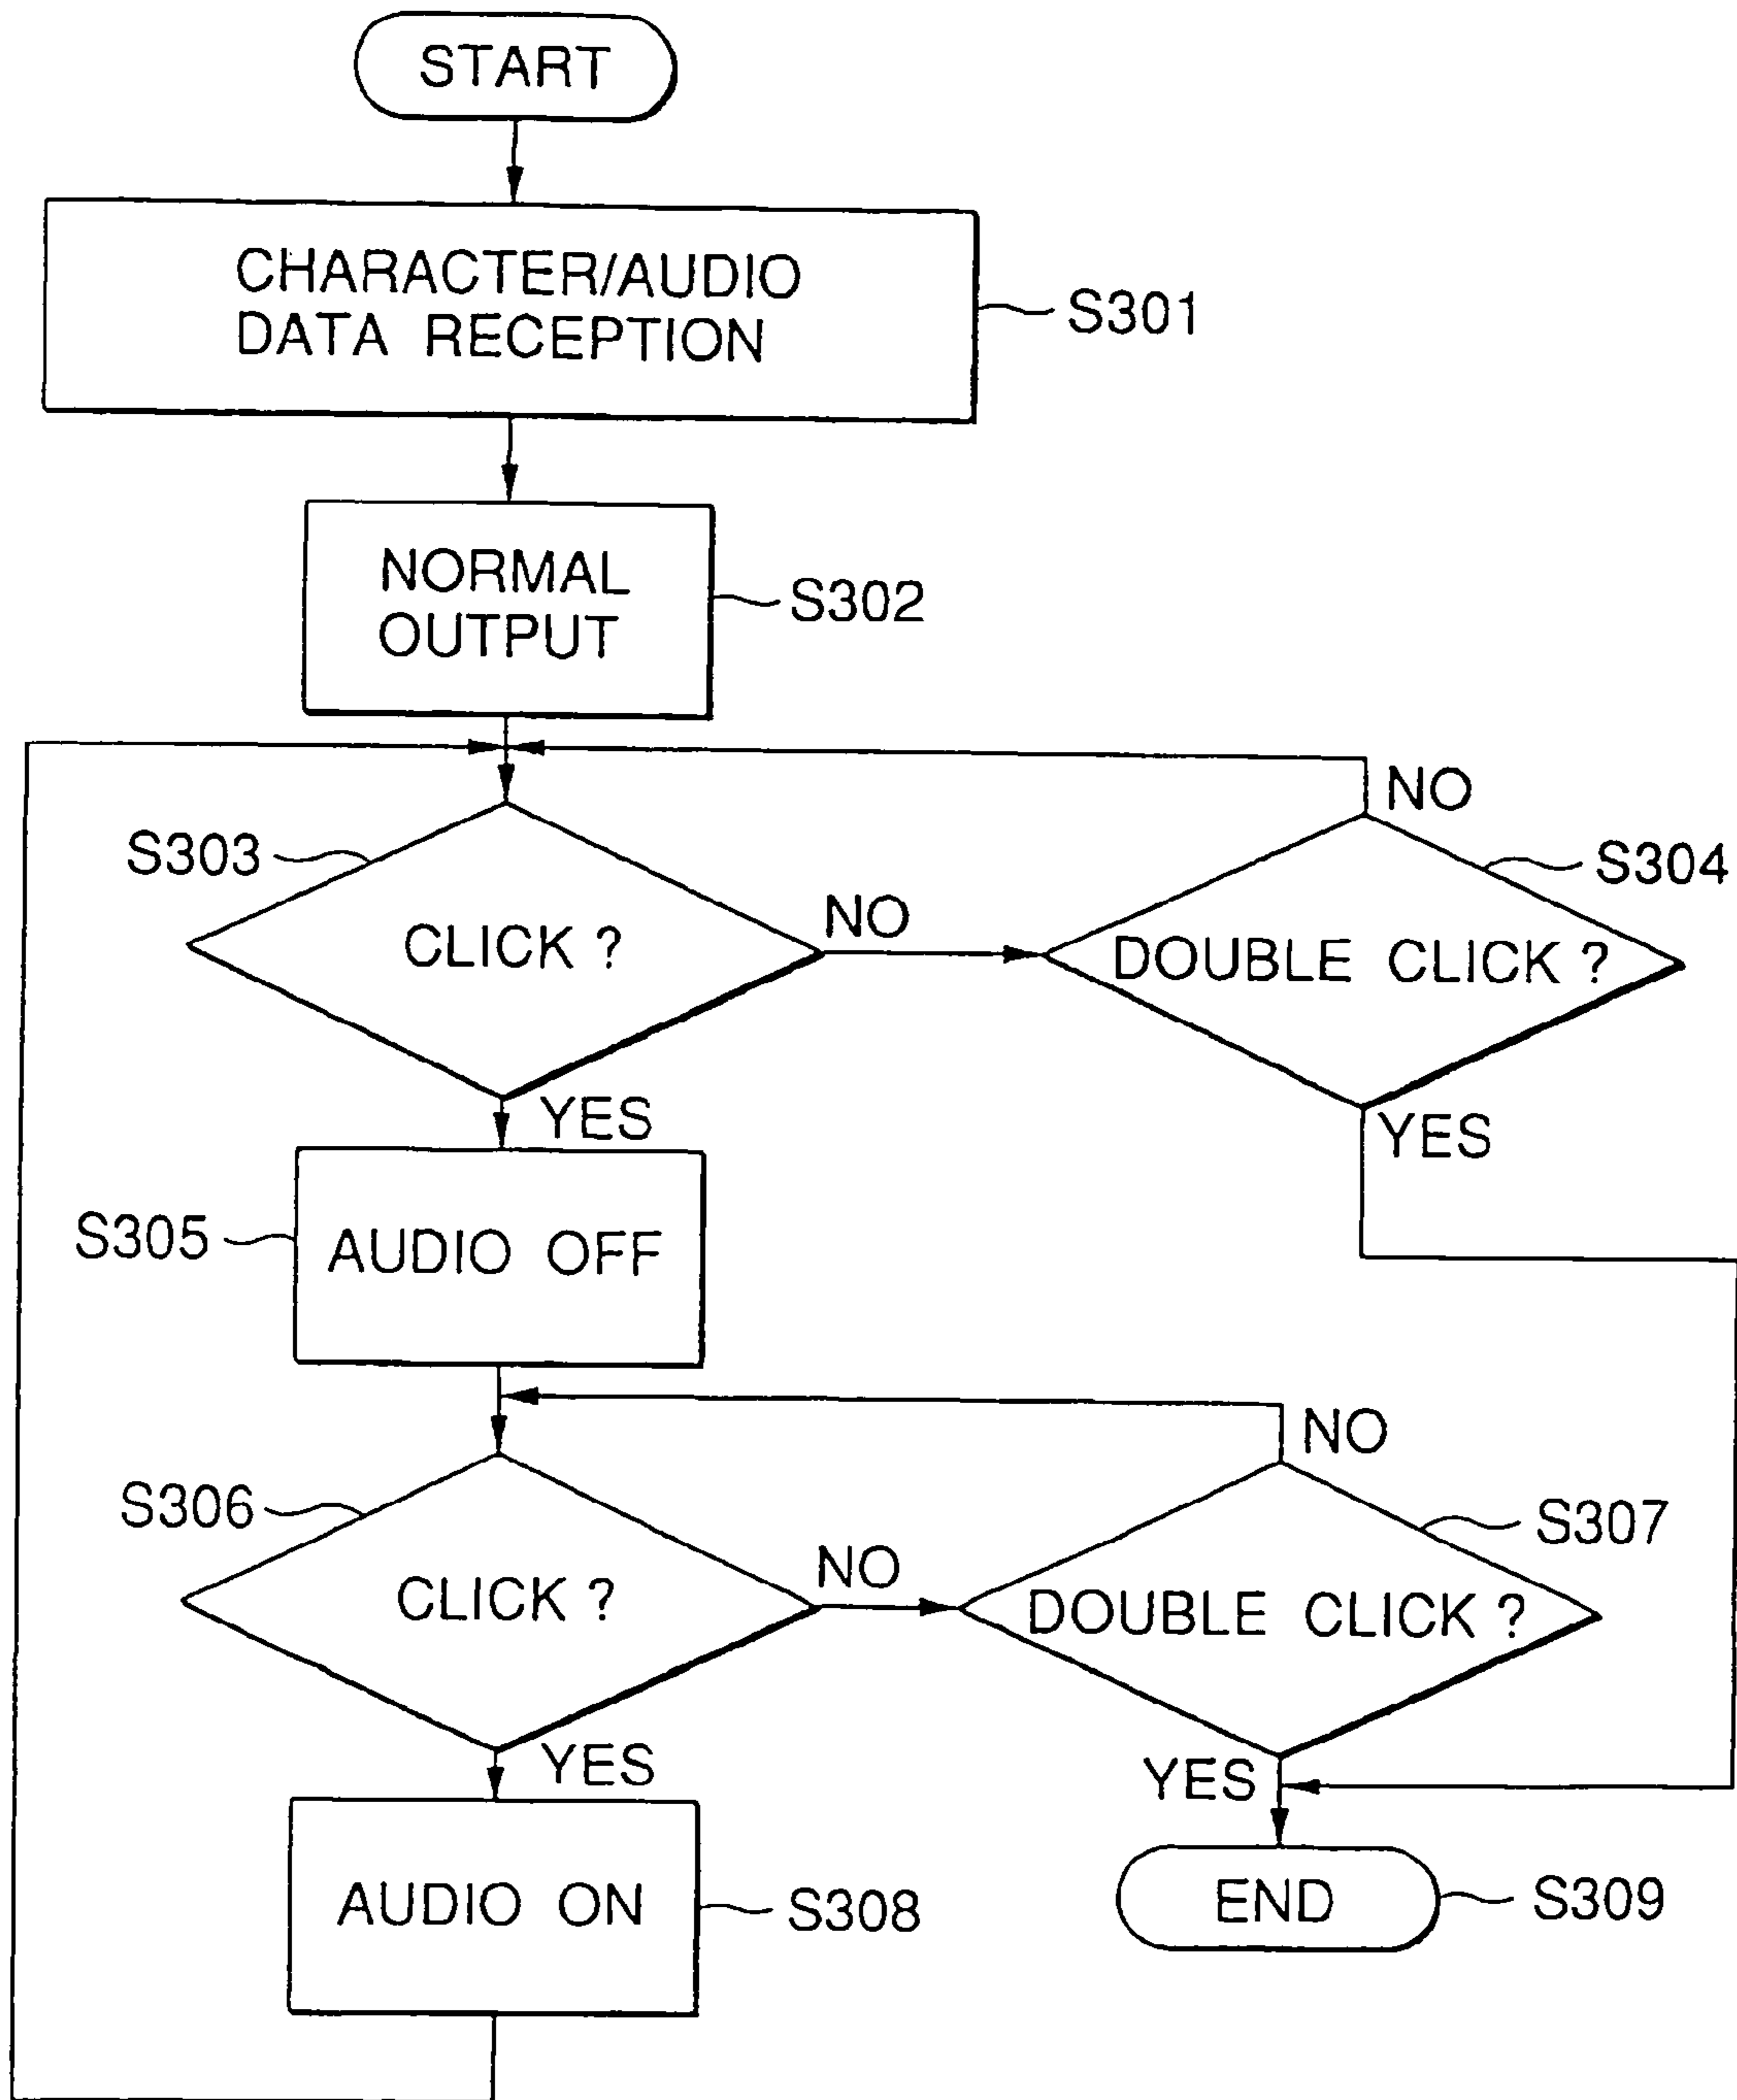 START
CHARACTER/AUDIO
DATA RECEPTION
S301
NORMAL
OUTPUT
S302
NO
S303
S304
CLICK ?
NO
DOUBLE CLICK ?
YES
YES
S305
AUDIO OFF
NO
S306
S307
CLICK ?
NO
DOUBLE CLICK ?
YES
YES
AUDIO ON
S308
END
S309